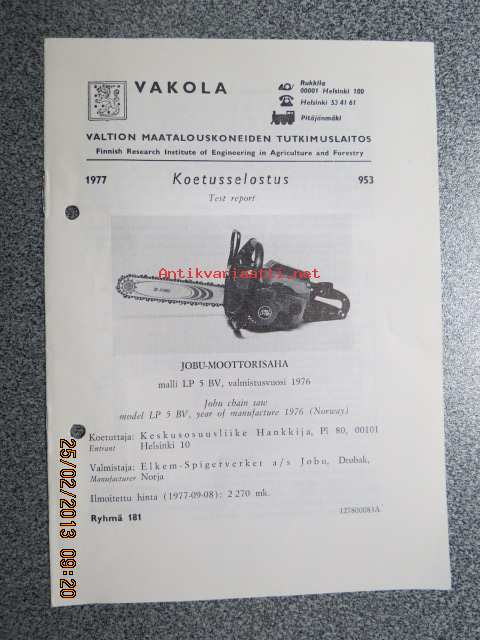 VAKOLA
Rukkila
00001 Helsinki 100
Helsinki 53 41 61
Pitäjänmäki
VALTION MAATALOUSKONEIDEN TUTKIMUSLAITOS
Finnish Research Institute of Engineering in Agriculture and Forestry
1977 Koetusselostus 953
Test report
Antikvariaatti.net
JOBU-MOOTTORISAHA
malli LP 5 BV, valmistusvuosi 1976
Jobu chain saw
model LP 5 BV, year of manufacture 1976 (Norway)
Koetuttaja: Keskusosuusliike Hankkija, Pl 80, 00101
Entrant Helsinki 10
Valmistaja: Elkem-Spigerverket a/s Jobu, Drøbak,
Manufacturer Norja
Ilmoitettu hinta (1977-09-08): 2 270 mk.
Ryhmä 181 127800083A
25/02/2013 09:20